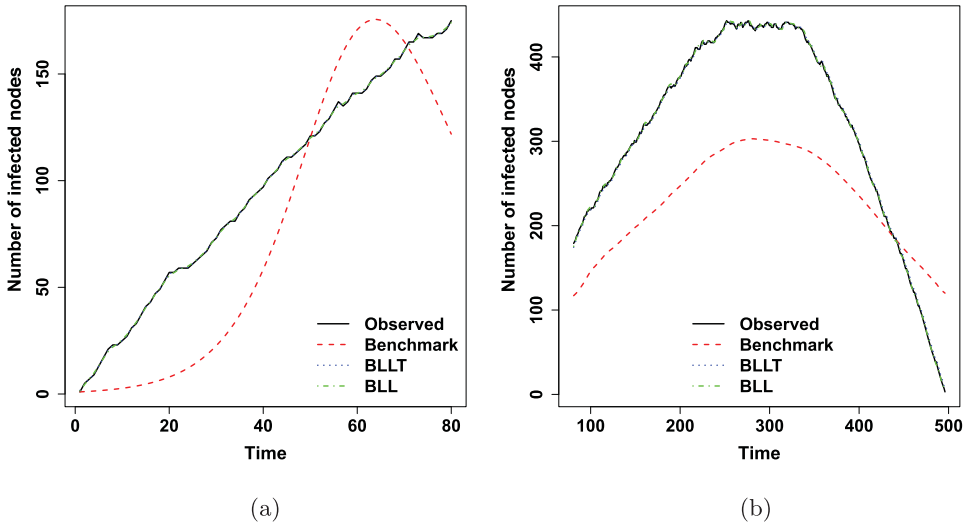 Number of infected nodes
150
100
50
0
Observed
Benchmark
BLLT
BLL
0 20 40 60 80
Time
(a)
Number of infected nodes
400
300
200
100
0
Observed
Benchmark
BLLT
BLL
100 200 300 400 500
Time
(b)